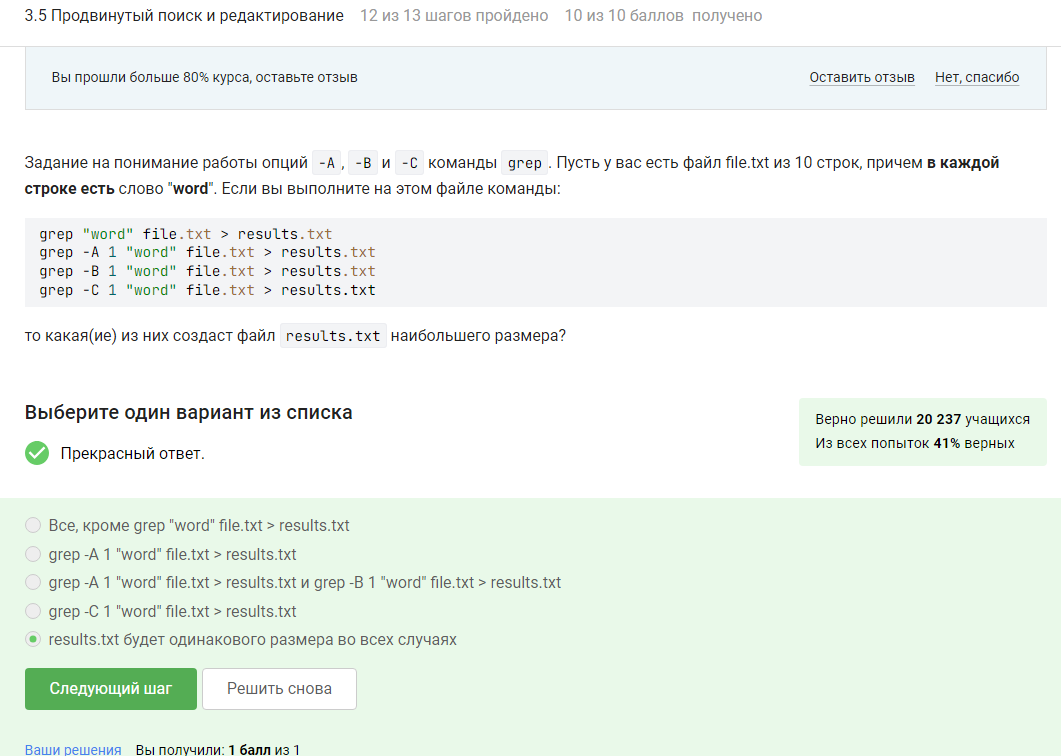 3.5 Продвинутый поиск и редактирование 12 из 13 шагов пройдено 10 из 10 баллов получено
Вы прошли больше 80% курса, оставьте отзыв Оставить отзыв Нет, спасибо
Задание на понимание работы опций -A, -B и -C команды grep. Пусть у вас есть файл file.txt из 10 строк, причем в каждой
строке есть слово "word". Если вы выполните на этом файле команды:
grep "word" file.txt > results.txt
grep -A 1 "word" file.txt > results.txt
grep -B 1 "word" file.txt > results.txt
grep -C 1 "word" file.txt > results.txt
то какая(ие) из них создаст файл results.txt наибольшего размера?
Выберите один вариант из списка
Прекрасный ответ.
Верно решили 20 237 учащихся
Из всех попыток 41% верных
Все, кроме grep "word" file.txt > results.txt
grep -A 1 "word" file.txt > results.txt
grep -A 1 "word" file.txt > results.txt и grep -B 1 "word" file.txt > results.txt
grep -C 1 "word" file.txt > results.txt
results.txt будет одинакового размера во всех случаях
Следующий шаг Решить снова
Ваши решения Вы получили: 1 балл из 1